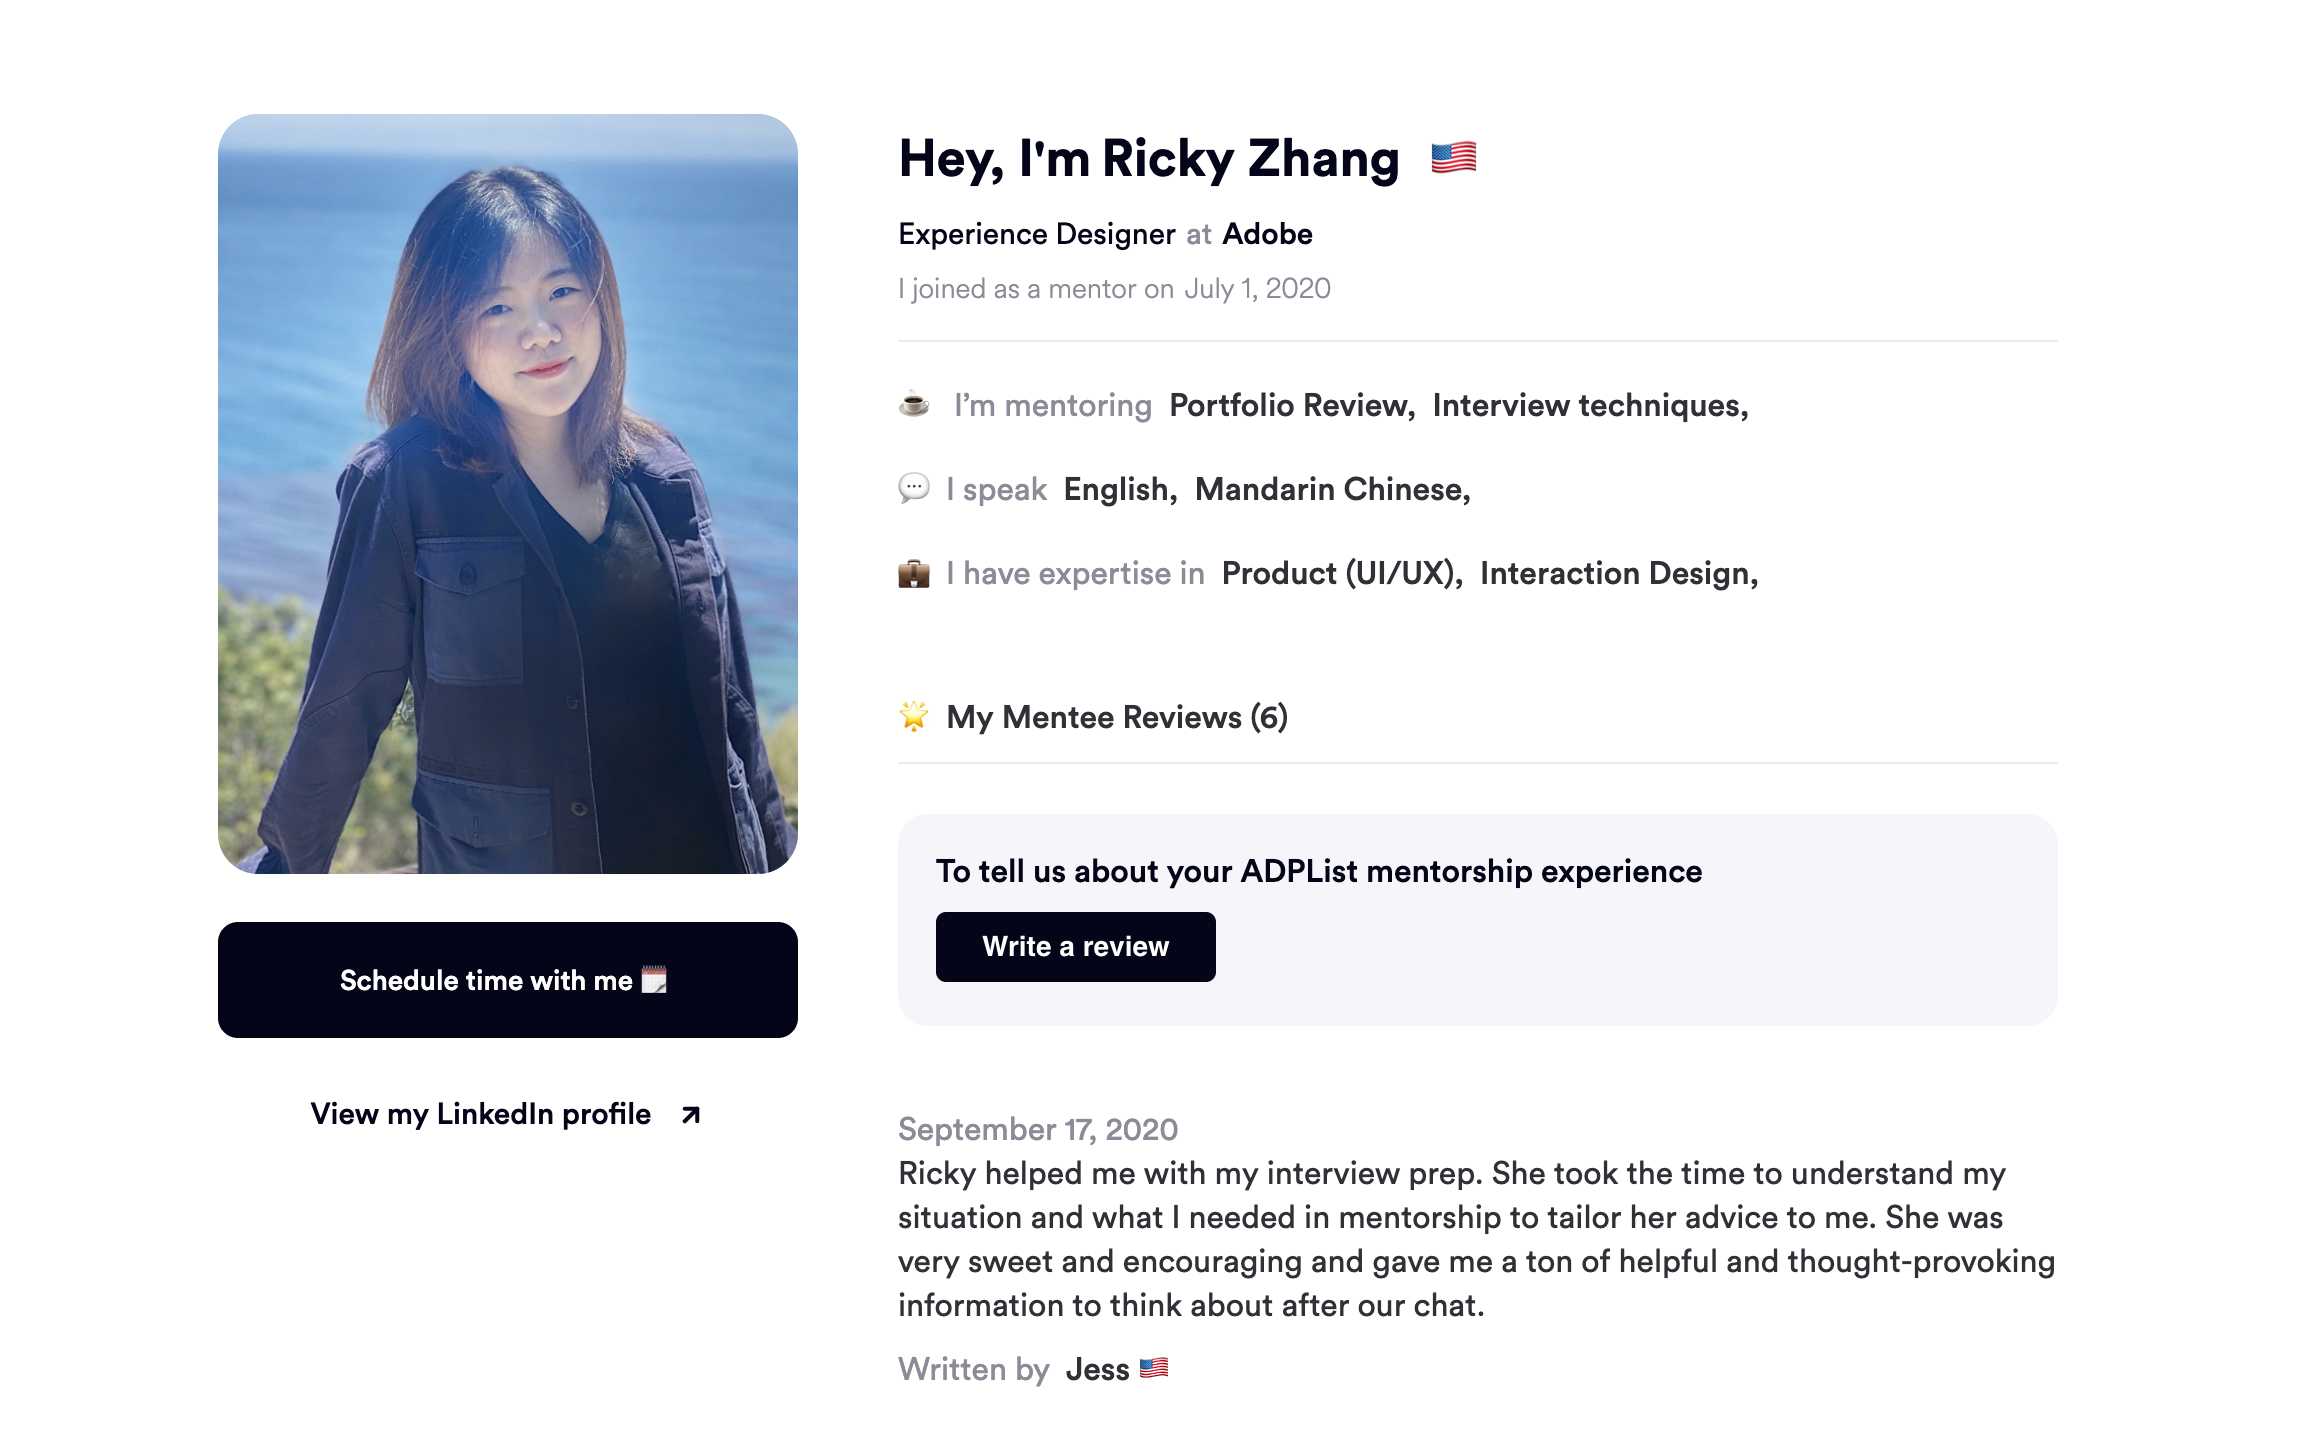 Hey, I'm Ricky Zhang 🇺🇸
Experience Designer at Adobe
I joined as a mentor on July 1, 2020
☕ I’m mentoring Portfolio Review, Interview techniques,
💬 I speak English, Mandarin Chinese,
💼 I have expertise in Product (UI/UX), Interaction Design,
🌟 My Mentee Reviews (6)
To tell us about your ADPList mentorship experience
Write a review
Schedule time with me 🗓
View my LinkedIn profile
September 17, 2020
Ricky helped me with my interview prep. She took the time to understand my
situation and what I needed in mentorship to tailor her advice to me. She was
very sweet and encouraging and gave me a ton of helpful and thought-provoking
information to think about after our chat.
Written by Jess 🇺🇸